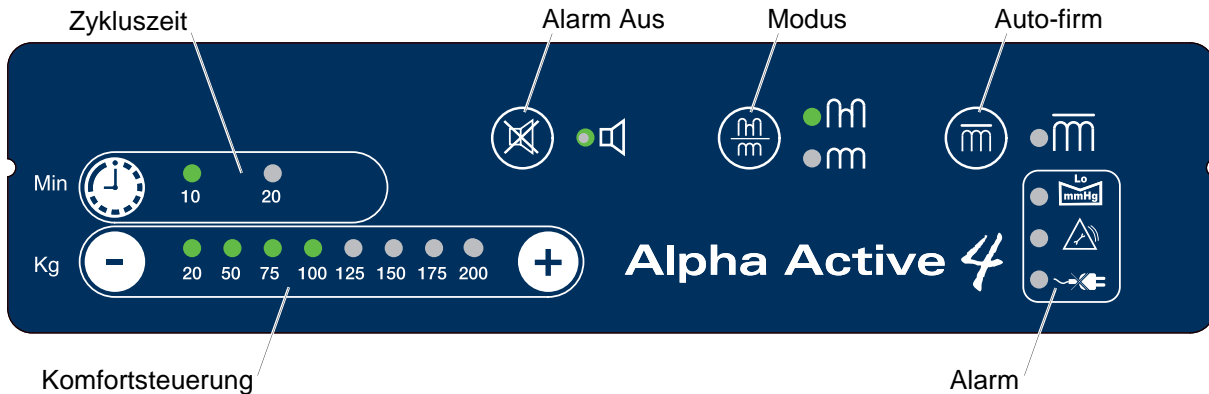 Zykluszeit
Alarm Aus
Modus
Auto-firm
Min
10 20
Lo
mmHg
Kg
- 20 50 75 100 125 150 175 200 +
Alpha Active 4
Komfortsteuerung
Alarm